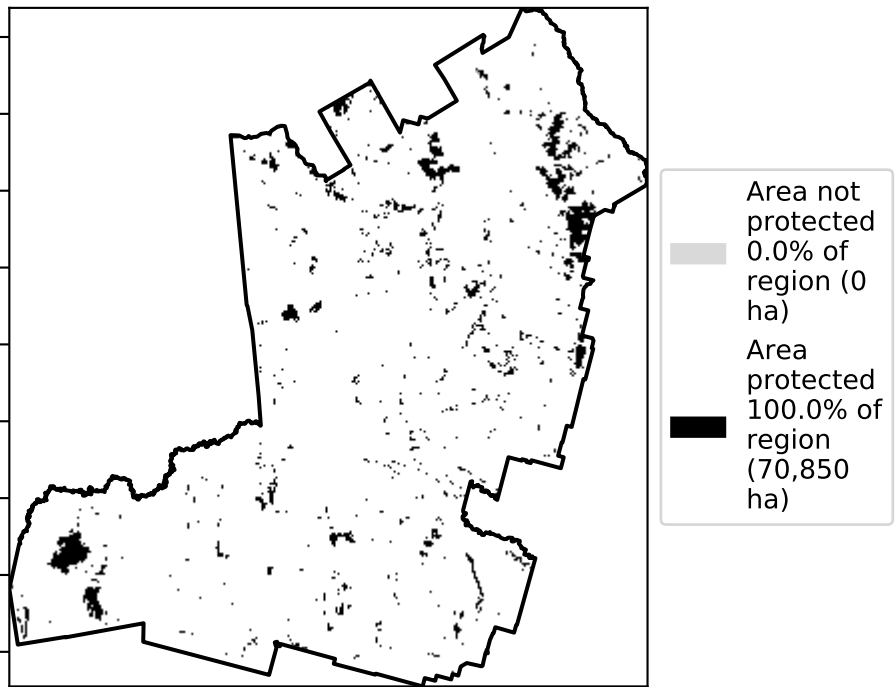 Area not
protected
0.0% of
region (0
ha)
Area
protected
100.0% of
region
(70,850
ha)